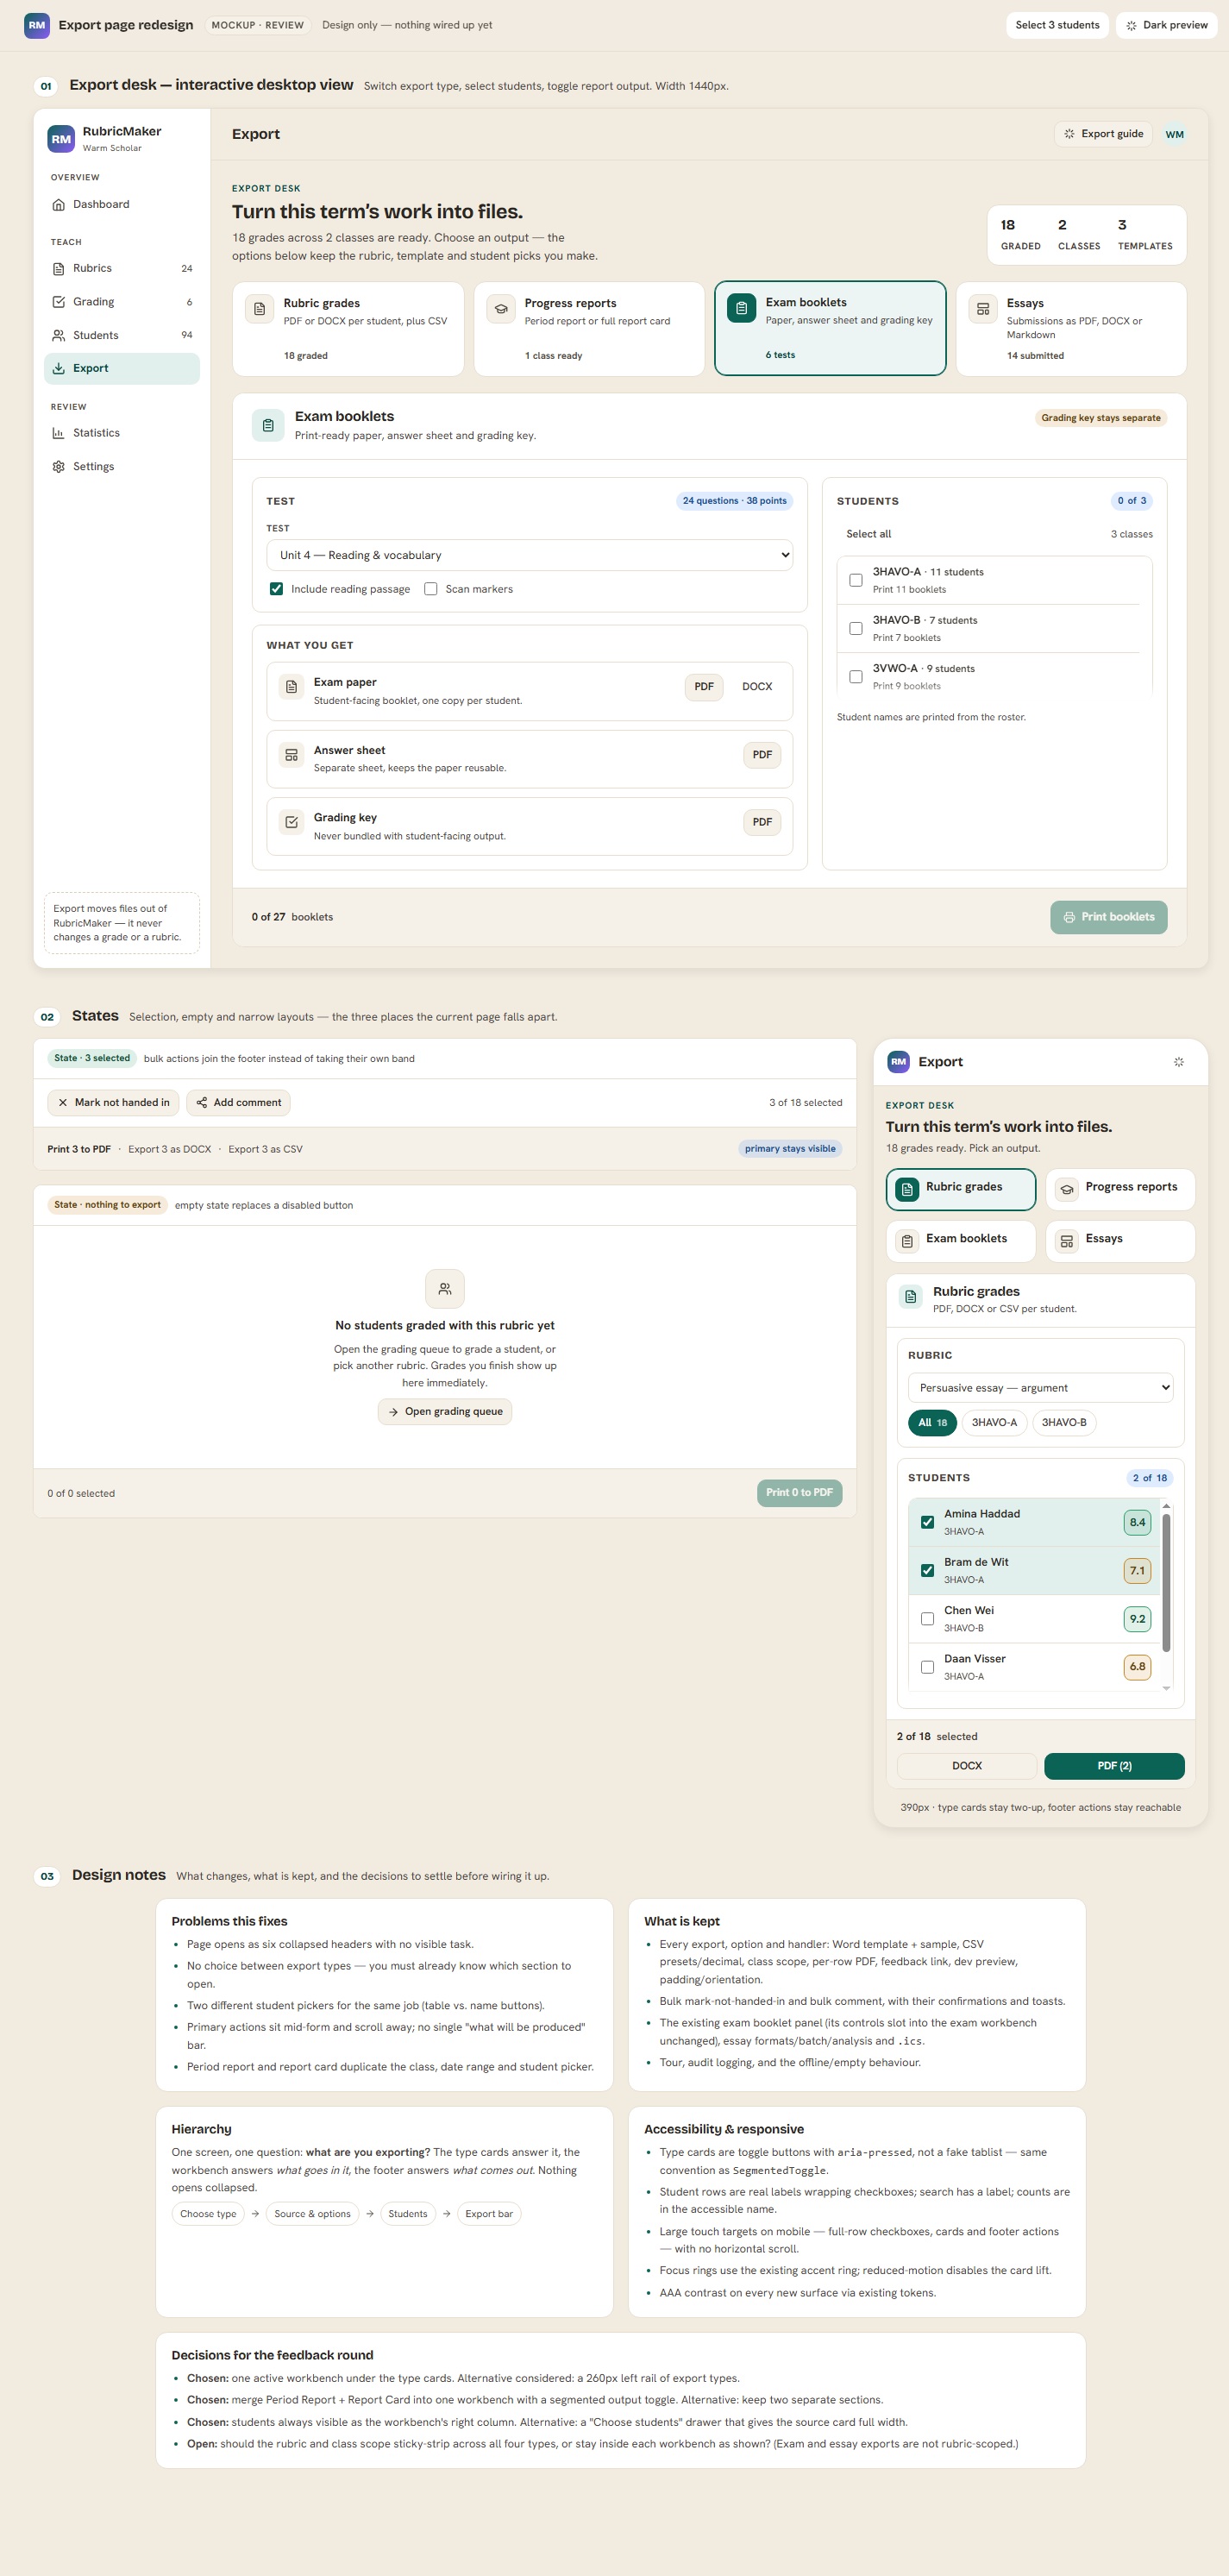 RM Export page redesign MOCKUP · REVIEW Design only — nothing wired up yet Select 3 students Dark preview
01 Export desk — interactive desktop view Switch export type, select students, toggle report output. Width 1440px.
RM RubricMaker
Warm Scholar
OVERVIEW
Dashboard
TEACH
Rubrics 24
Grading 6
Students 94
Export
REVIEW
Statistics
Settings
Export moves files out of
RubricMaker — it never
changes a grade or a rubric.
Export Export guide WM
EXPORT DESK
Turn this term's work into files.
18 grades across 2 classes are ready. Choose an output — the
options below keep the rubric, template and student picks you make.
18 2 3
GRADED CLASSES TEMPLATES
Rubric grades
PDF or DOCX per student, plus CSV
18 graded
Progress reports
Period report or full report card
1 class ready
Exam booklets
Paper, answer sheet and grading key
6 tests
Essays
Submissions as PDF, DOCX or
Markdown
14 submitted
Exam booklets
Print-ready paper, answer sheet and grading key.
Grading key stays separate
TEST 24 questions · 38 points
TEST
Unit 4 — Reading & vocabulary
Include reading passage Scan markers
WHAT YOU GET
Exam paper
Student-facing booklet, one copy per student.
PDF DOCX
Answer sheet
Separate sheet, keeps the paper reusable.
PDF
Grading key
Never bundled with student-facing output.
PDF
STUDENTS 0 of 3
Select all 3 classes
3HAVO-A · 11 students
Print 11 booklets
3HAVO-B · 7 students
Print 7 booklets
3VWO-A · 9 students
Print 9 booklets
Student names are printed from the roster.
0 of 27 booklets Print booklets
02 States Selection, empty and narrow layouts — the three places the current page falls apart.
State · 3 selected bulk actions join the footer instead of taking their own band
Mark not handed in Add comment 3 of 18 selected
Print 3 to PDF · Export 3 as DOCX · Export 3 as CSV primary stays visible
State · nothing to export empty state replaces a disabled button
No students graded with this rubric yet
Open the grading queue to grade a student, or
pick another rubric. Grades you finish show up
here immediately.
Open grading queue
0 of 0 selected Print 0 to PDF
RM Export
EXPORT DESK
Turn this term's work into files.
18 grades ready. Pick an output.
Rubric grades Progress reports
Exam booklets Essays
Rubric grades
PDF, DOCX or CSV per student.
RUBRIC
Persuasive essay — argument
All 18 3HAVO-A 3HAVO-B
STUDENTS 2 of 18
Amina Haddad
3HAVO-A
8.4
Bram de Wit
3HAVO-A
7.1
Chen Wei
3HAVO-B
9.2
Daan Visser
3HAVO-A
6.8
2 of 18 selected
DOCX PDF (2)
390px · type cards stay two-up, footer actions stay reachable
03 Design notes What changes, what is kept, and the decisions to settle before wiring it up.
Problems this fixes
• Page opens as six collapsed headers with no visible task.
• No choice between export types — you must already know which section to
open.
• Two different student pickers for the same job (table vs. name buttons).
• Primary actions sit mid-form and scroll away; no single "what will be produced"
bar.
• Period report and report card duplicate the class, date range and student picker.
What is kept
• Every export, option and handler: Word template + sample, CSV
presets/decimal, class scope, per-row PDF, feedback link, dev preview,
padding/orientation.
• Bulk mark-not-handed-in and bulk comment, with their confirmations and toasts.
• The existing exam booklet panel (its controls slot into the exam workbench
unchanged), essay formats/batch/analysis and .ics.
• Tour, audit logging, and the offline/empty behaviour.
Hierarchy
One screen, one question: what are you exporting? The type cards answer it, the
workbench answers what goes in it, the footer answers what comes out. Nothing
opens collapsed.
Choose type → Source & options → Students → Export bar
Accessibility & responsive
• Type cards are toggle buttons with aria-pressed, not a fake tablist — same
convention as SegmentedToggle.
• Student rows are real labels wrapping checkboxes; search has a label; counts are
in the accessible name.
• Large touch targets on mobile — full-row checkboxes, cards and footer actions
— with no horizontal scroll.
• Focus rings use the existing accent ring; reduced-motion disables the card lift.
• AAA contrast on every new surface via existing tokens.
Decisions for the feedback round
• Chosen: one active workbench under the type cards. Alternative considered: a 260px left rail of export types.
• Chosen: merge Period Report + Report Card into one workbench with a segmented output toggle. Alternative: keep two separate sections.
• Chosen: students always visible as the workbench's right column. Alternative: a "Choose students" drawer that gives the source card full width.
• Open: should the rubric and class scope sticky-strip across all four types, or stay inside each workbench as shown? (Exam and essay exports are not rubric-scoped.)